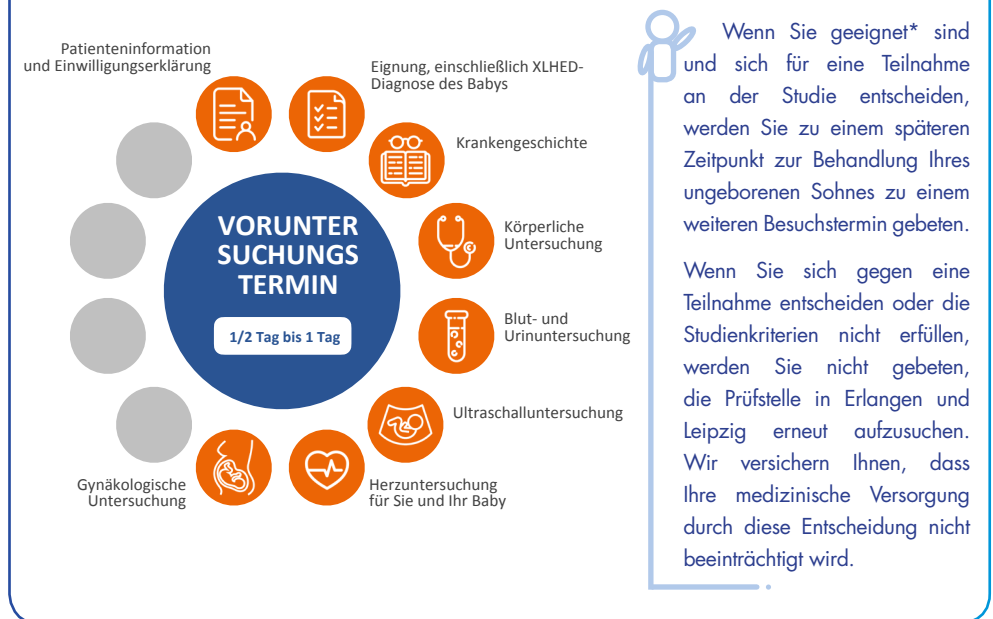 Patienteninformation
und Einwilligungserklärung
Eignung, einschließlich XLHED-
Diagnose des Babys
Krankengeschichte
Körperliche
Untersuchung
Blut- und
Urinuntersuchung
Ultraschalluntersuchung
Herzuntersuchung
für Sie und Ihr Baby
Gynäkologische
Untersuchung
VORUNTER
SUCHUNGS
TERMIN
1/2 Tag bis 1 Tag
Wenn Sie geeignet* sind
und sich für eine Teilnahme
an der Studie entscheiden,
werden Sie zu einem späteren
Zeitpunkt zur Behandlung Ihres
ungeborenen Sohnes zu einem
weiteren Besuchstermin gebeten.
Wenn Sie sich gegen eine
Teilnahme entscheiden oder die
Studienkriterien nicht erfüllen,
werden Sie nicht gebeten,
die Prüfstelle in Erlangen und
Leipzig erneut aufzusuchen.
Wir versichern Ihnen, dass
Ihre medizinische Versorgung
durch diese Entscheidung nicht
beeinträchtigt wird.